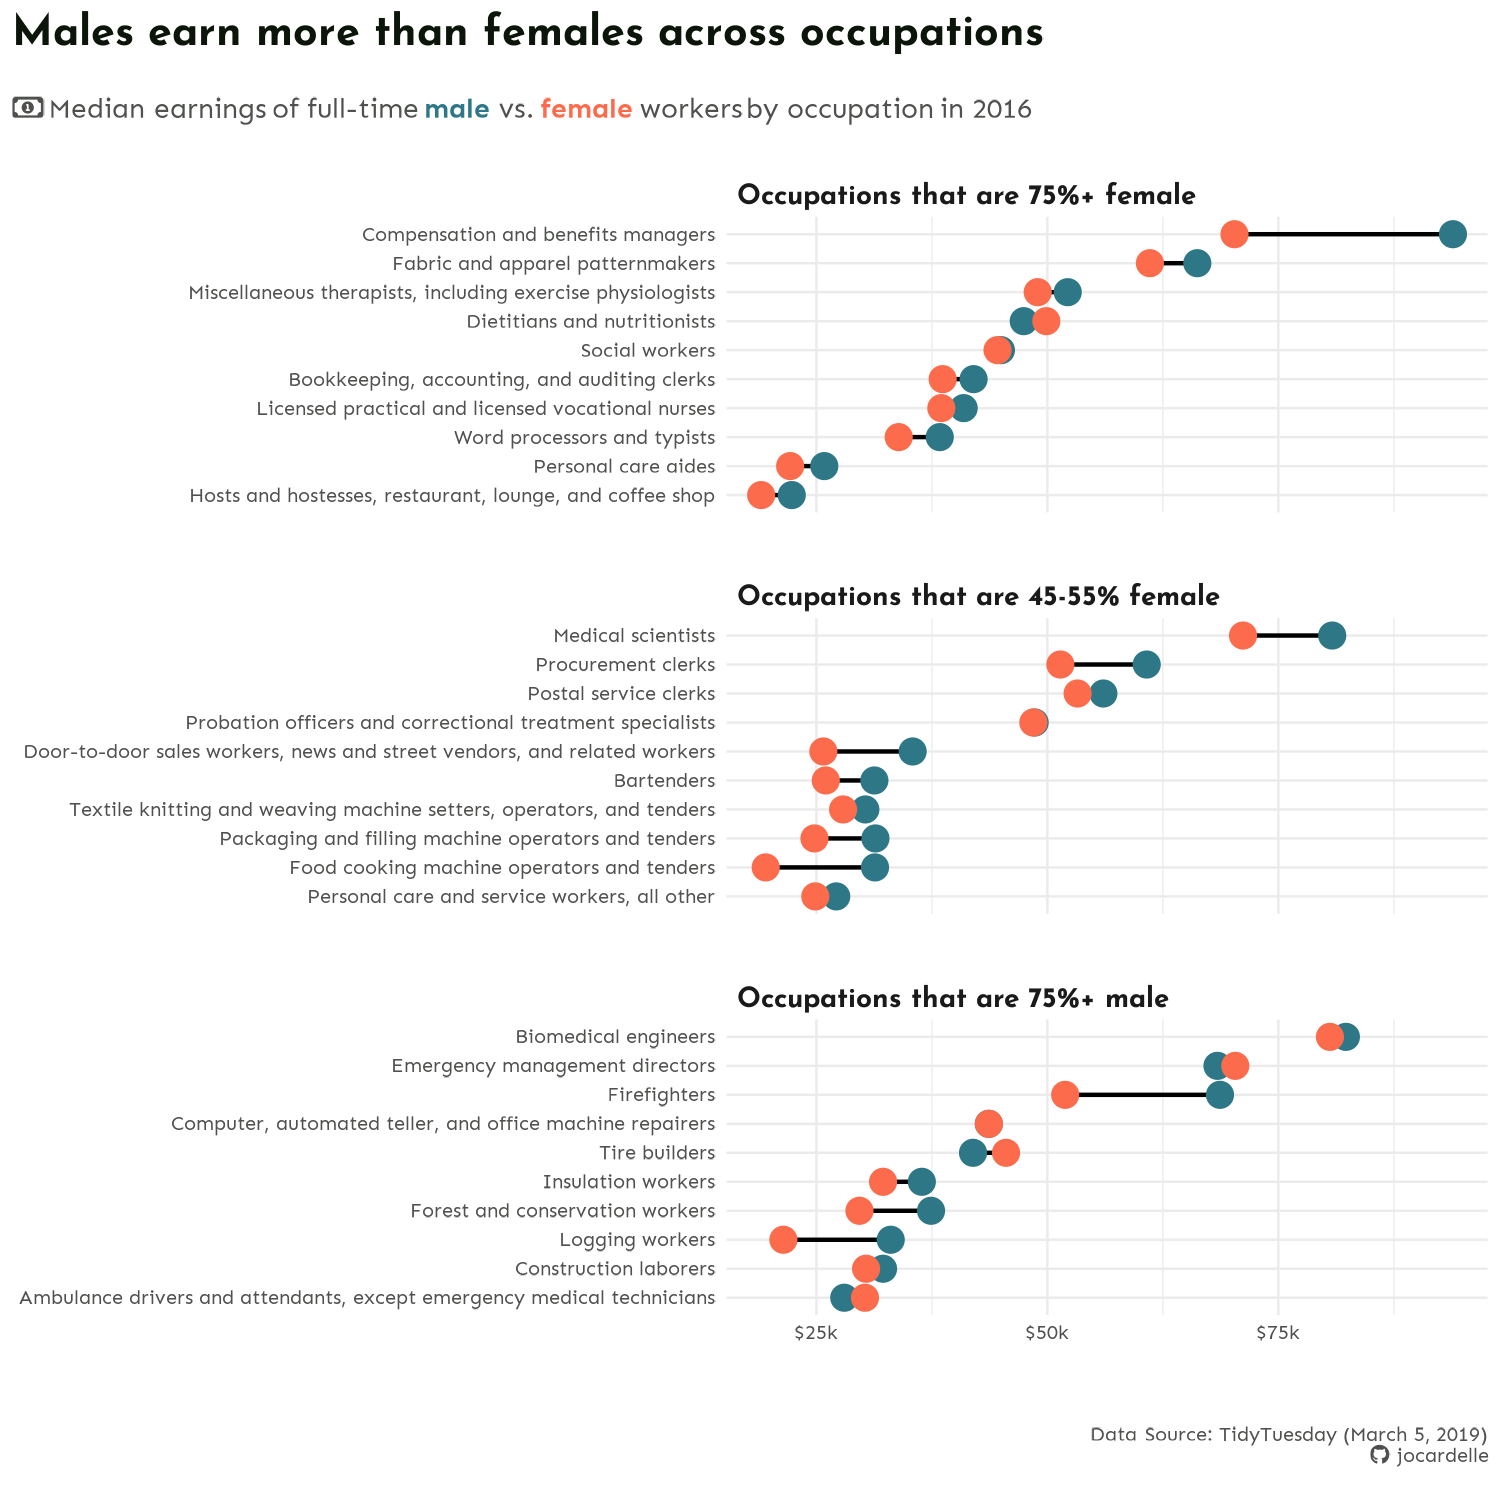 Males earn more than females across occupations
Median earnings of full-time male vs. female workers by occupation in 2016
Occupations that are 75%+ female
Compensation and benefits managers
Fabric and apparel patternmakers
Miscellaneous therapists, including exercise physiologists
Dietitians and nutritionists
Social workers
Bookkeeping, accounting, and auditing clerks
Licensed practical and licensed vocational nurses
Word processors and typists
Personal care aides
Hosts and hostesses, restaurant, lounge, and coffee shop
Occupations that are 45-55% female
Medical scientists
Procurement clerks
Postal service clerks
Probation officers and correctional treatment specialists
Door-to-door sales workers, news and street vendors, and related workers
Bartenders
Textile knitting and weaving machine setters, operators, and tenders
Packaging and filling machine operators and tenders
Food cooking machine operators and tenders
Personal care and service workers, all other
Occupations that are 75%+ male
Biomedical engineers
Emergency management directors
Firefighters
Computer, automated teller, and office machine repairers
Tire builders
Insulation workers
Forest and conservation workers
Logging workers
Construction laborers
Ambulance drivers and attendants, except emergency medical technicians
$25k $50k $75k
Data Source: TidyTuesday (March 5, 2019)
jocardelle